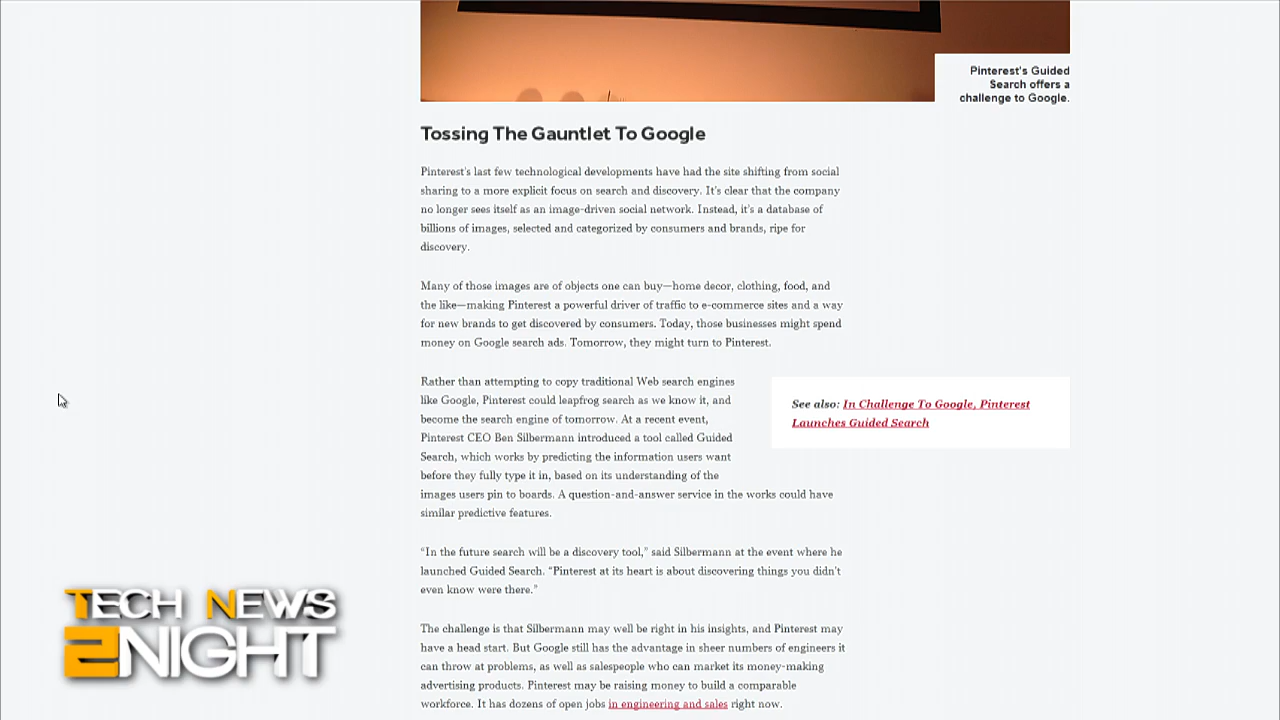 Pinterest's Guided
Search offers a
challenge to Google.
Tossing The Gauntlet To Google
Pinterest's last few technological developments have had the site shifting from social
sharing to a more explicit focus on search and discovery. It's clear that the company
no longer sees itself as an image-driven social network. Instead, it's a database of
billions of images, selected and categorized by consumers and brands, ripe for
discovery.
Many of those images are of objects one can buy—home decor, clothing, food, and
the like—making Pinterest a powerful driver of traffic to e-commerce sites and a way
for new brands to get discovered by consumers. Today, those businesses might spend
money on Google search ads. Tomorrow, they might turn to Pinterest.
Rather than attempting to copy traditional Web search engines
like Google, Pinterest could leapfrog search as we know it, and
become the search engine of tomorrow. At a recent event,
Pinterest CEO Ben Silbermann introduced a tool called Guided
Search, which works by predicting the information users want
before they fully type it in, based on its understanding of the
images users pin to boards. A question-and-answer service in the works could have
similar predictive features.
See also: In Challenge To Google, Pinterest
Launches Guided Search
“In the future search will be a discovery tool,” said Silbermann at the event where he
launched Guided Search. “Pinterest at its heart is about discovering things you didn't
even know were there.”
The challenge is that Silbermann may well be right in his insights, and Pinterest may
have a head start. But Google still has the advantage in sheer numbers of engineers it
can throw at problems, as well as salespeople who can market its money-making
advertising products. Pinterest may be raising money to build a comparable
workforce. It has dozens of open jobs in engineering and sales right now.
TECH NEWS
2NIGHT